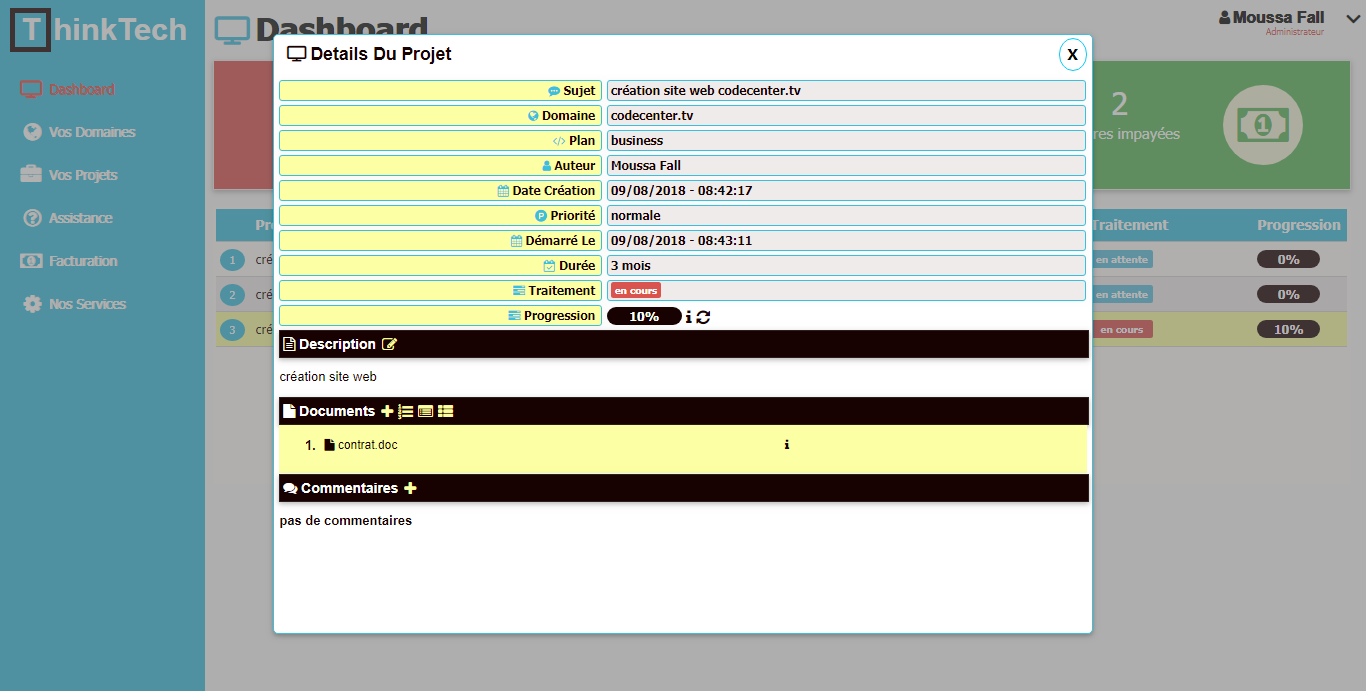 ThinkTech
Dashboard
Moussa Fall
Administrateur
Dashboard
Vos Domaines
Vos Projets
Assistance
Facturation
Nos Services
2
res impayées
1
Pr
Traitement
Progression
1
cré
en attente
0%
2
cré
en attente
0%
3
cré
en cours
10%
Details Du Projet
X
Sujet
création site web codecenter.tv
Domaine
codecenter.tv
Plan
business
Auteur
Moussa Fall
Date Création
09/08/2018 - 08:42:17
Priorité
normale
Démarré Le
09/08/2018 - 08:43:11
Durée
3 mois
Traitement
en cours
Progression
10%
Description
création site web
Documents
1. contrat.doc
Commentaires
pas de commentaires